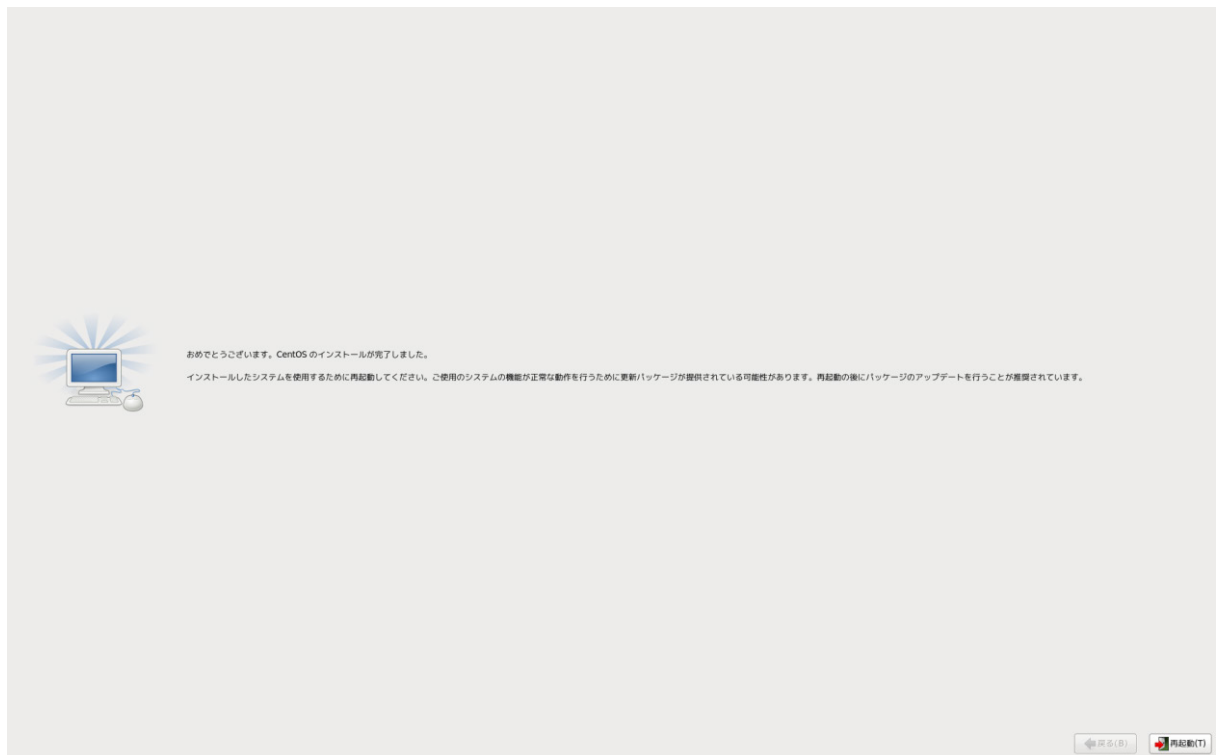 おめでとうございます。CentOS のインストールが完了しました。
インストールしたシステムを使用するために再起動してください。ご使用のシステムの機能が正常な動作を行うために更新パッケージが提供されている可能性があります。再起動の後にパッケージのアップデートを行うことが推奨されています。
戻る(B)
再起動(T)